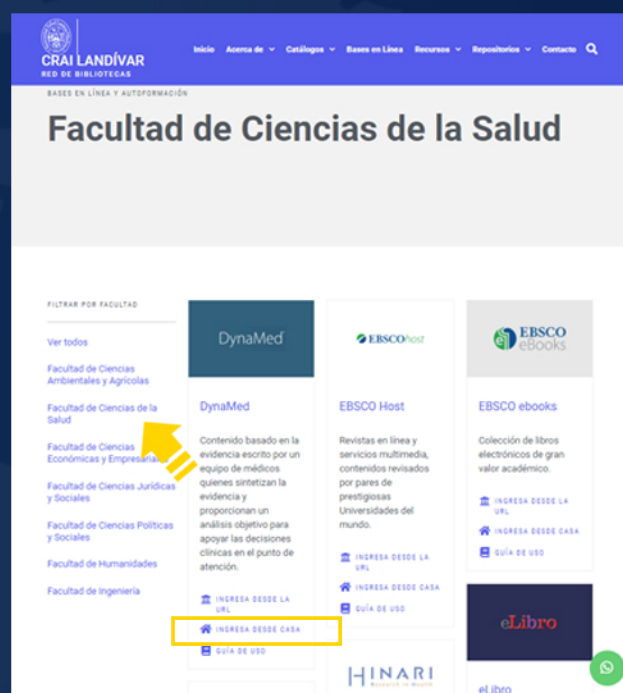 CRAI LANDÍVAR
RED DE BIBLIOTECAS
Inicio Acerca de Catálogos Bases en Línea Recursos Repositorios Contacto
BASES EN LÍNEA Y AUTOFORMACIÓN
Facultad de Ciencias de la Salud
FILTRAR POR FACULTAD
Ver todos
Facultad de Ciencias
Ambientales y Agrícolas
Facultad de Ciencias de la
Salud
Facultad de Ciencias
Económicas y Empresariales
Facultad de Ciencias Jurídicas
y Sociales
Facultad de Ciencias Políticas
y Sociales
Facultad de Humanidades
Facultad de Ingeniería
DynaMed
DynaMed
Contenido basado en la
evidencia escrito por un
equipo de médicos
quienes sintetizan la
evidencia y
proporcionan un
análisis objetivo para
apoyar las decisiones
clínicas en el punto de
atención.
INGRESA DESDE LA
URL
INGRESA DESDE CASA
GUÍA DE USO
EBSCOhost
EBSCO Host
Revistas en línea y
servicios multimedia,
contenidos revisados
por pares de
prestigiosas
Universidades del
mundo.
INGRESA DESDE LA
URL
INGRESA DESDE CASA
GUÍA DE USO
HINARI
Research in Health
EBSCO
eBooks
EBSCO ebooks
Colección de libros
electrónicos de gran
valor académico.
INGRESA DESDE LA
URL
INGRESA DESDE CASA
GUÍA DE USO
eLibro
eLibro